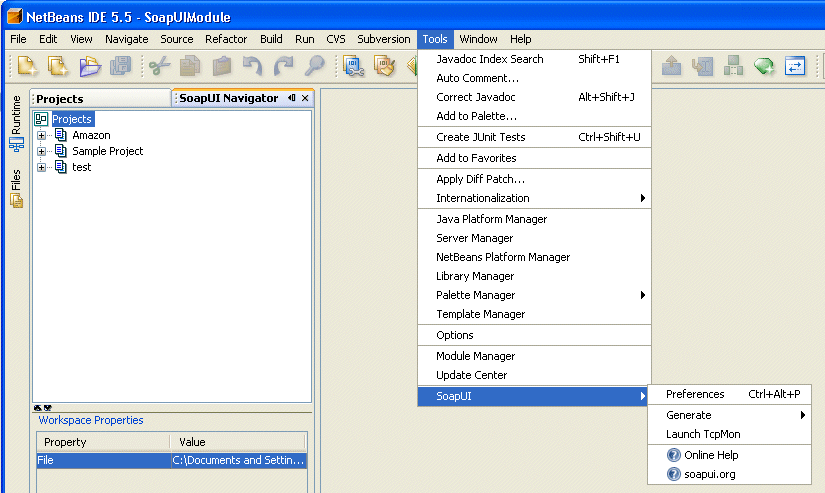 NetBeans IDE 5.5 - SoapUIModule
File Edit View Navigate Source Refactor Build Run CVS Subversion Tools Window Help
Runtime
Files
Projects
SoapUI Navigator
Projects
Amazon
Sample Project
test
Workspace Properties
Property Value
File C:\Documents and Settin...
Javadoc Index Search Shift+F1
Auto Comment...
Correct Javadoc Alt+Shift+J
Add to Palette...
Create JUnit Tests Ctrl+Shift+U
Add to Favorites
Apply Diff Patch...
Internationalization
Java Platform Manager
Server Manager
NetBeans Platform Manager
Library Manager
Palette Manager
Template Manager
Options
Module Manager
Update Center
SoapUI
Preferences Ctrl+Alt+P
Generate
Launch TcpMon
Online Help
soapui.org